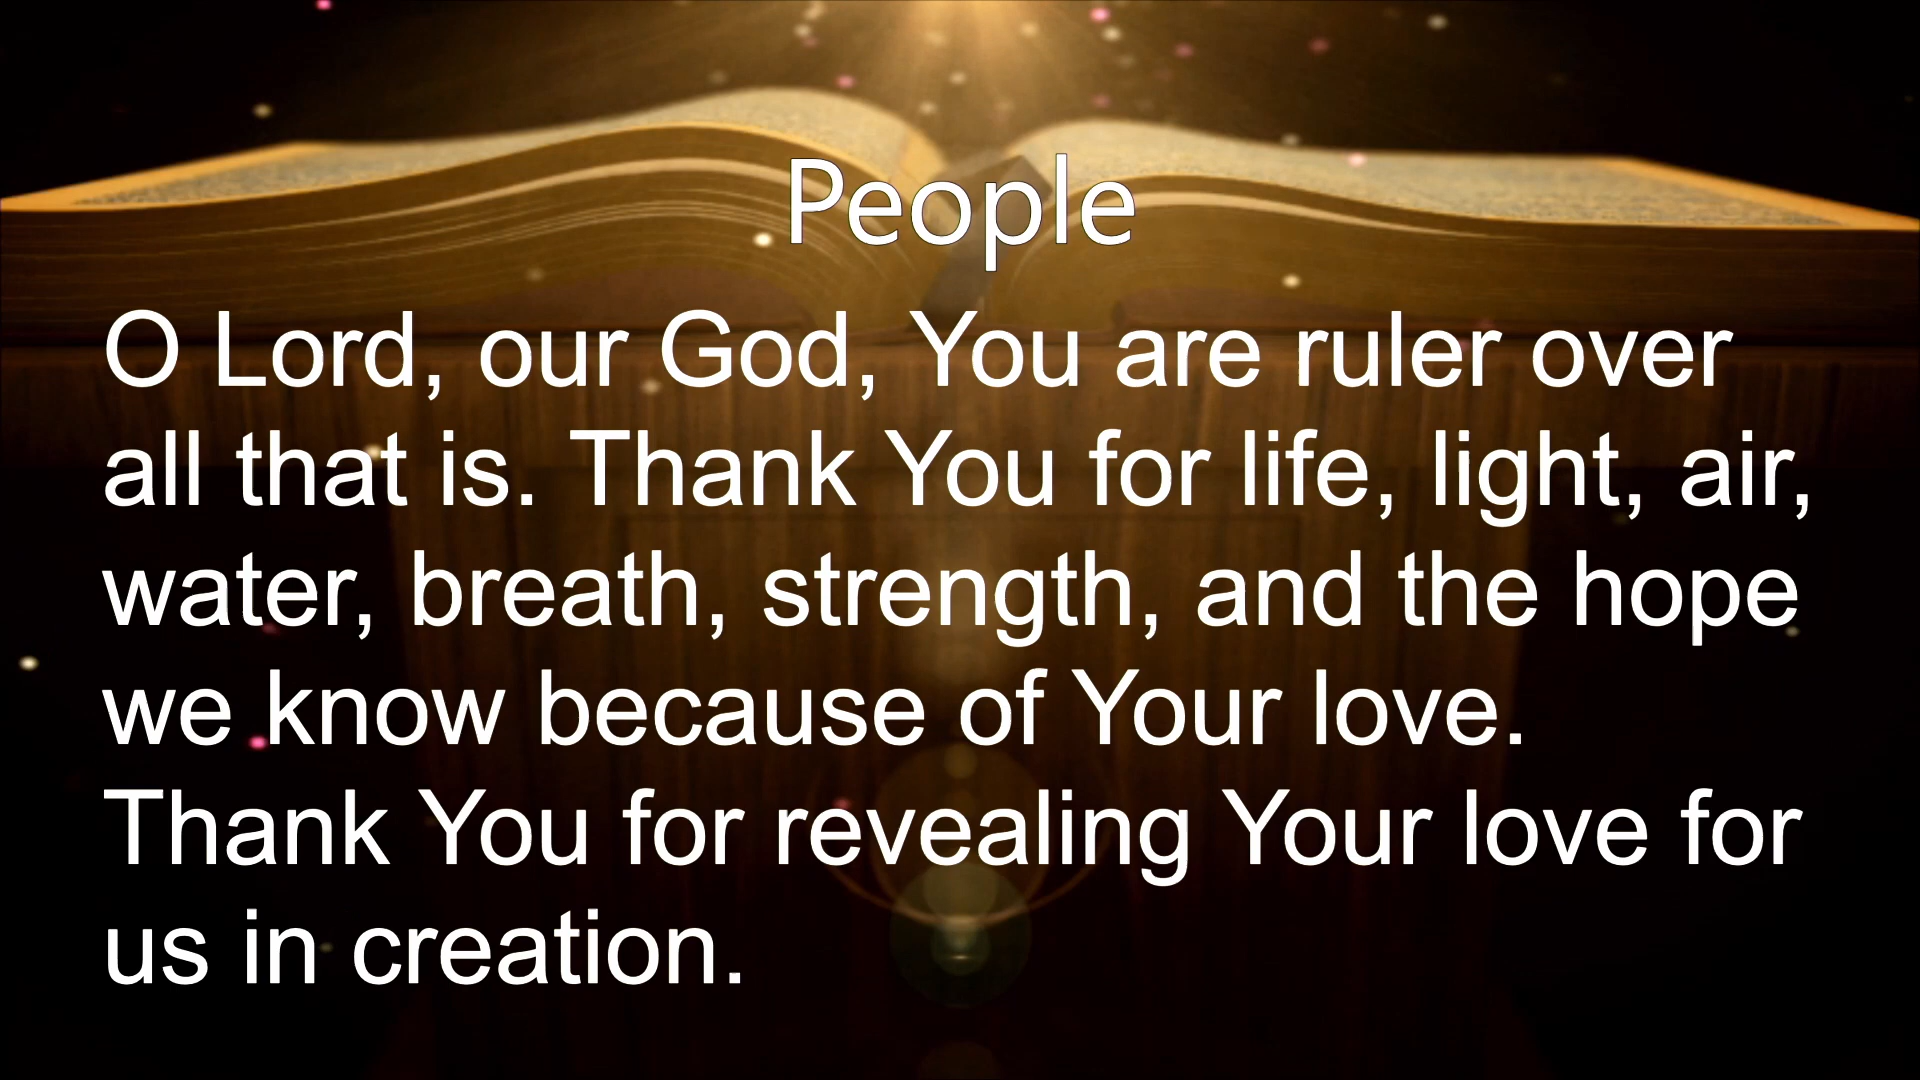 People
O Lord, our God, You are ruler over
all that is. Thank You for life, light, air,
water, breath, strength, and the hope
we know because of Your love.
Thank You for revealing Your love for
us in creation.